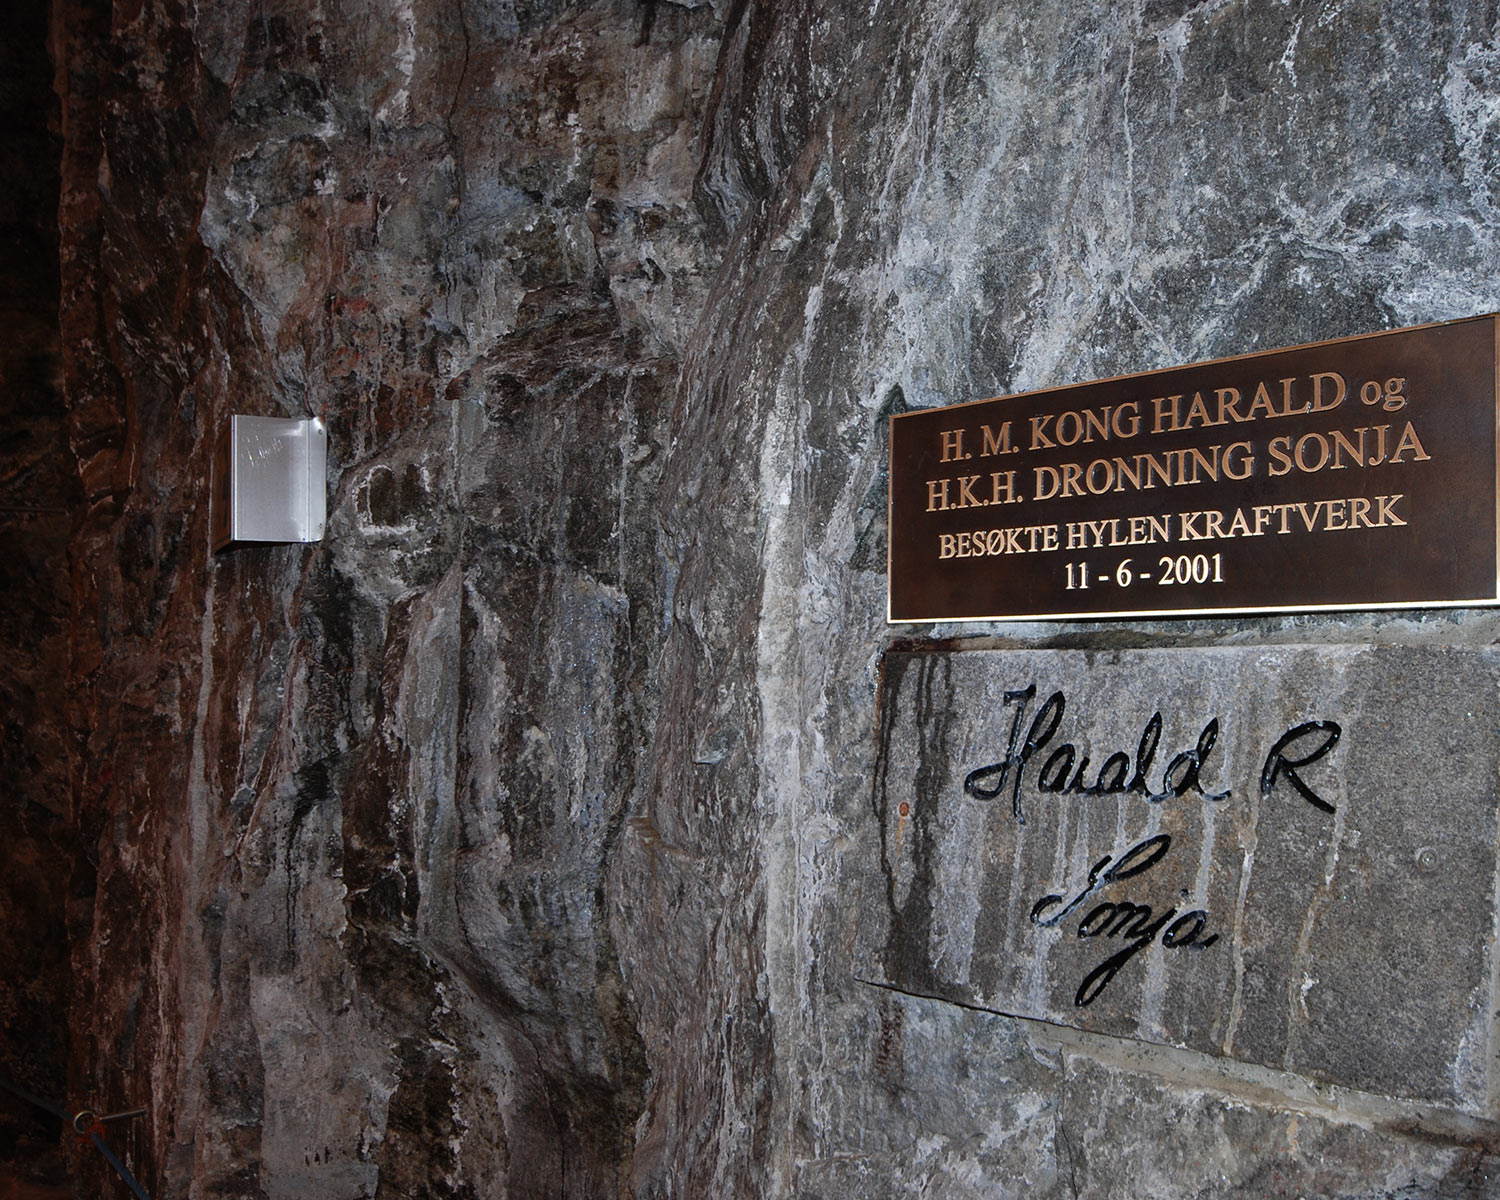 H. M. KONG HARALD og
H.K.H. DRONNING SONJA
BESØKTE HYLEN KRAFTVERK
11 - 6 - 2001
Harald R
Sonja